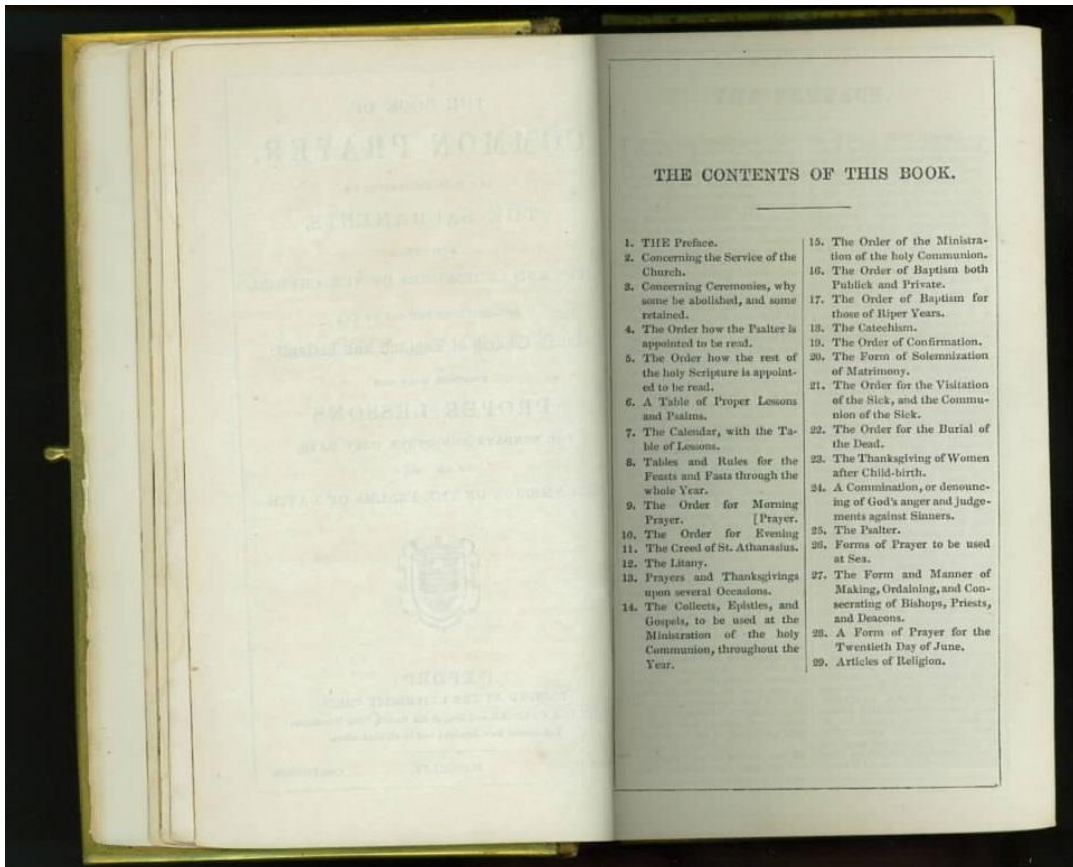 THE CONTENTS OF THIS BOOK.
1. THE Preface.
2. Concerning the Service of the
Church.
3. Concerning Ceremonies, why
some be abolished, and some
retained.
4. The Order how the Psalter is
appointed to be read.
5. The Order how the rest of
the holy Scripture is appoint-
ed to be read.
6. A Table of Proper Lessons
and Psalms.
7. The Calendar, with the Ta-
ble of Lessons.
8. Tables and Rules for the
Feasts and Fasts through the
whole Year.
9. The Order for Morning
Prayer. [Prayer.
10. The Order for Evening
11. The Creed of St. Athanasius.
12. The Litany.
13. Prayers and Thanksgivings
upon several Occasions.
14. The Collects, Epistles, and
Gospels, to be used at the
Ministration of the holy
Communion, throughout the
Year.
15. The Order of the Ministra-
tion of the holy Communion.
16. The Order of Baptism both
Publick and Private.
17. The Order of Baptism for
those of Riper Years.
18. The Catechism.
19. The Order of Confirmation.
20. The Form of Solemnization
of Matrimony.
21. The Order for the Visitation
of the Sick, and the Commu-
nion of the Sick.
22. The Order for the Burial of
the Dead.
23. The Thanksgiving of Women
after Child-birth.
24. A Commination, or denounc-
ing of God's anger and judge-
ments against Sinners.
25. The Psalter.
26. Forms of Prayer to be used
at Sea.
27. The Form and Manner of
Making, Ordaining, and Con-
secrating of Bishops, Priests,
and Deacons.
28. A Form of Prayer for the
Twentieth Day of June.
29. Articles of Religion.